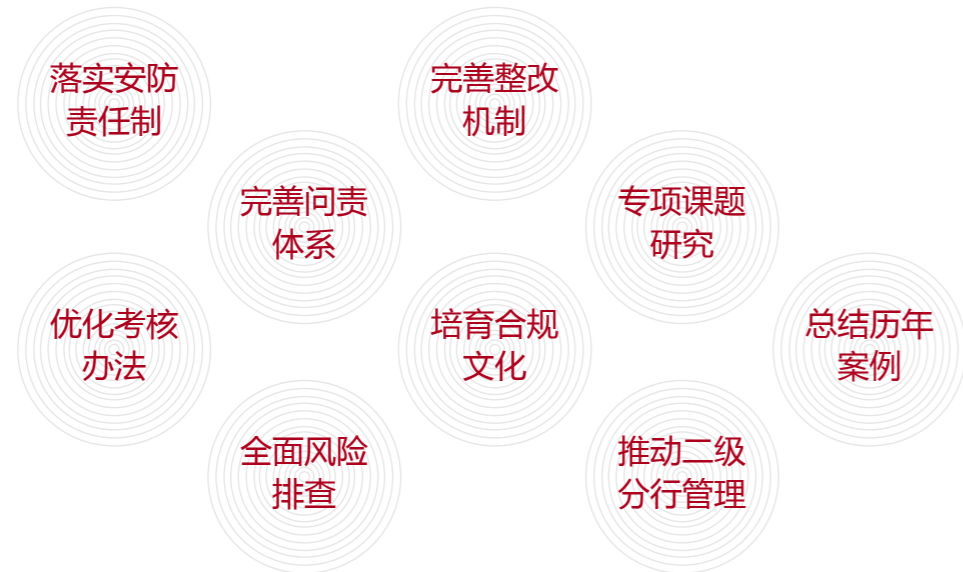 落实安防
责任制
完善整改
机制
完善问责
体系
专项课题
研究
优化考核
办法
培育合规
文化
总结历年
案例
全面风险
排查
推动二级
分行管理